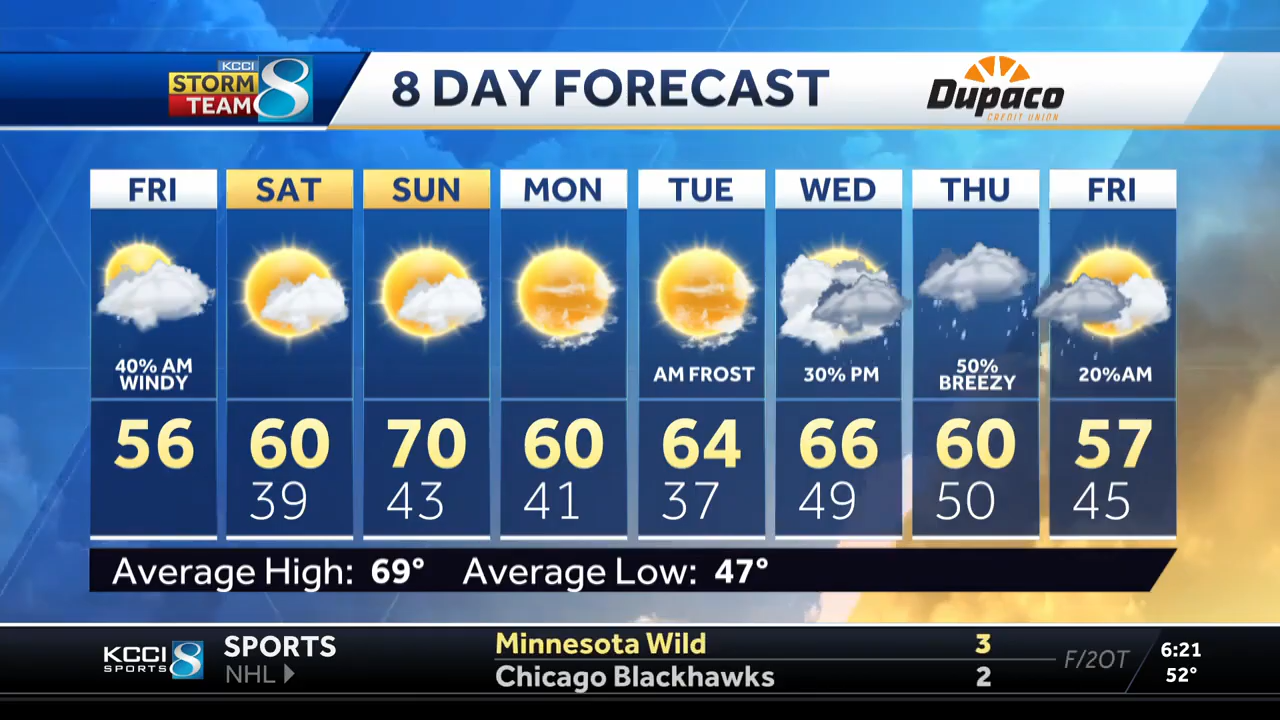 KCCI
STORM
TEAM 8
8 DAY FORECAST
Dupaco
CREDIT UNION
FRI
SAT
SUN
MON
TUE
WED
THU
FRI
40% AM
WINDY
AM FROST
30% PM
50%
BREEZY
20%AM
56
60
70
60
64
66
60
57
39
43
41
37
49
50
45
Average High: 69° Average Low: 47°
KCCI 8
SPORTS
SPORTS
NHL
Minnesota Wild 3
Chicago Blackhawks 2
F/2OT
6:21
52°